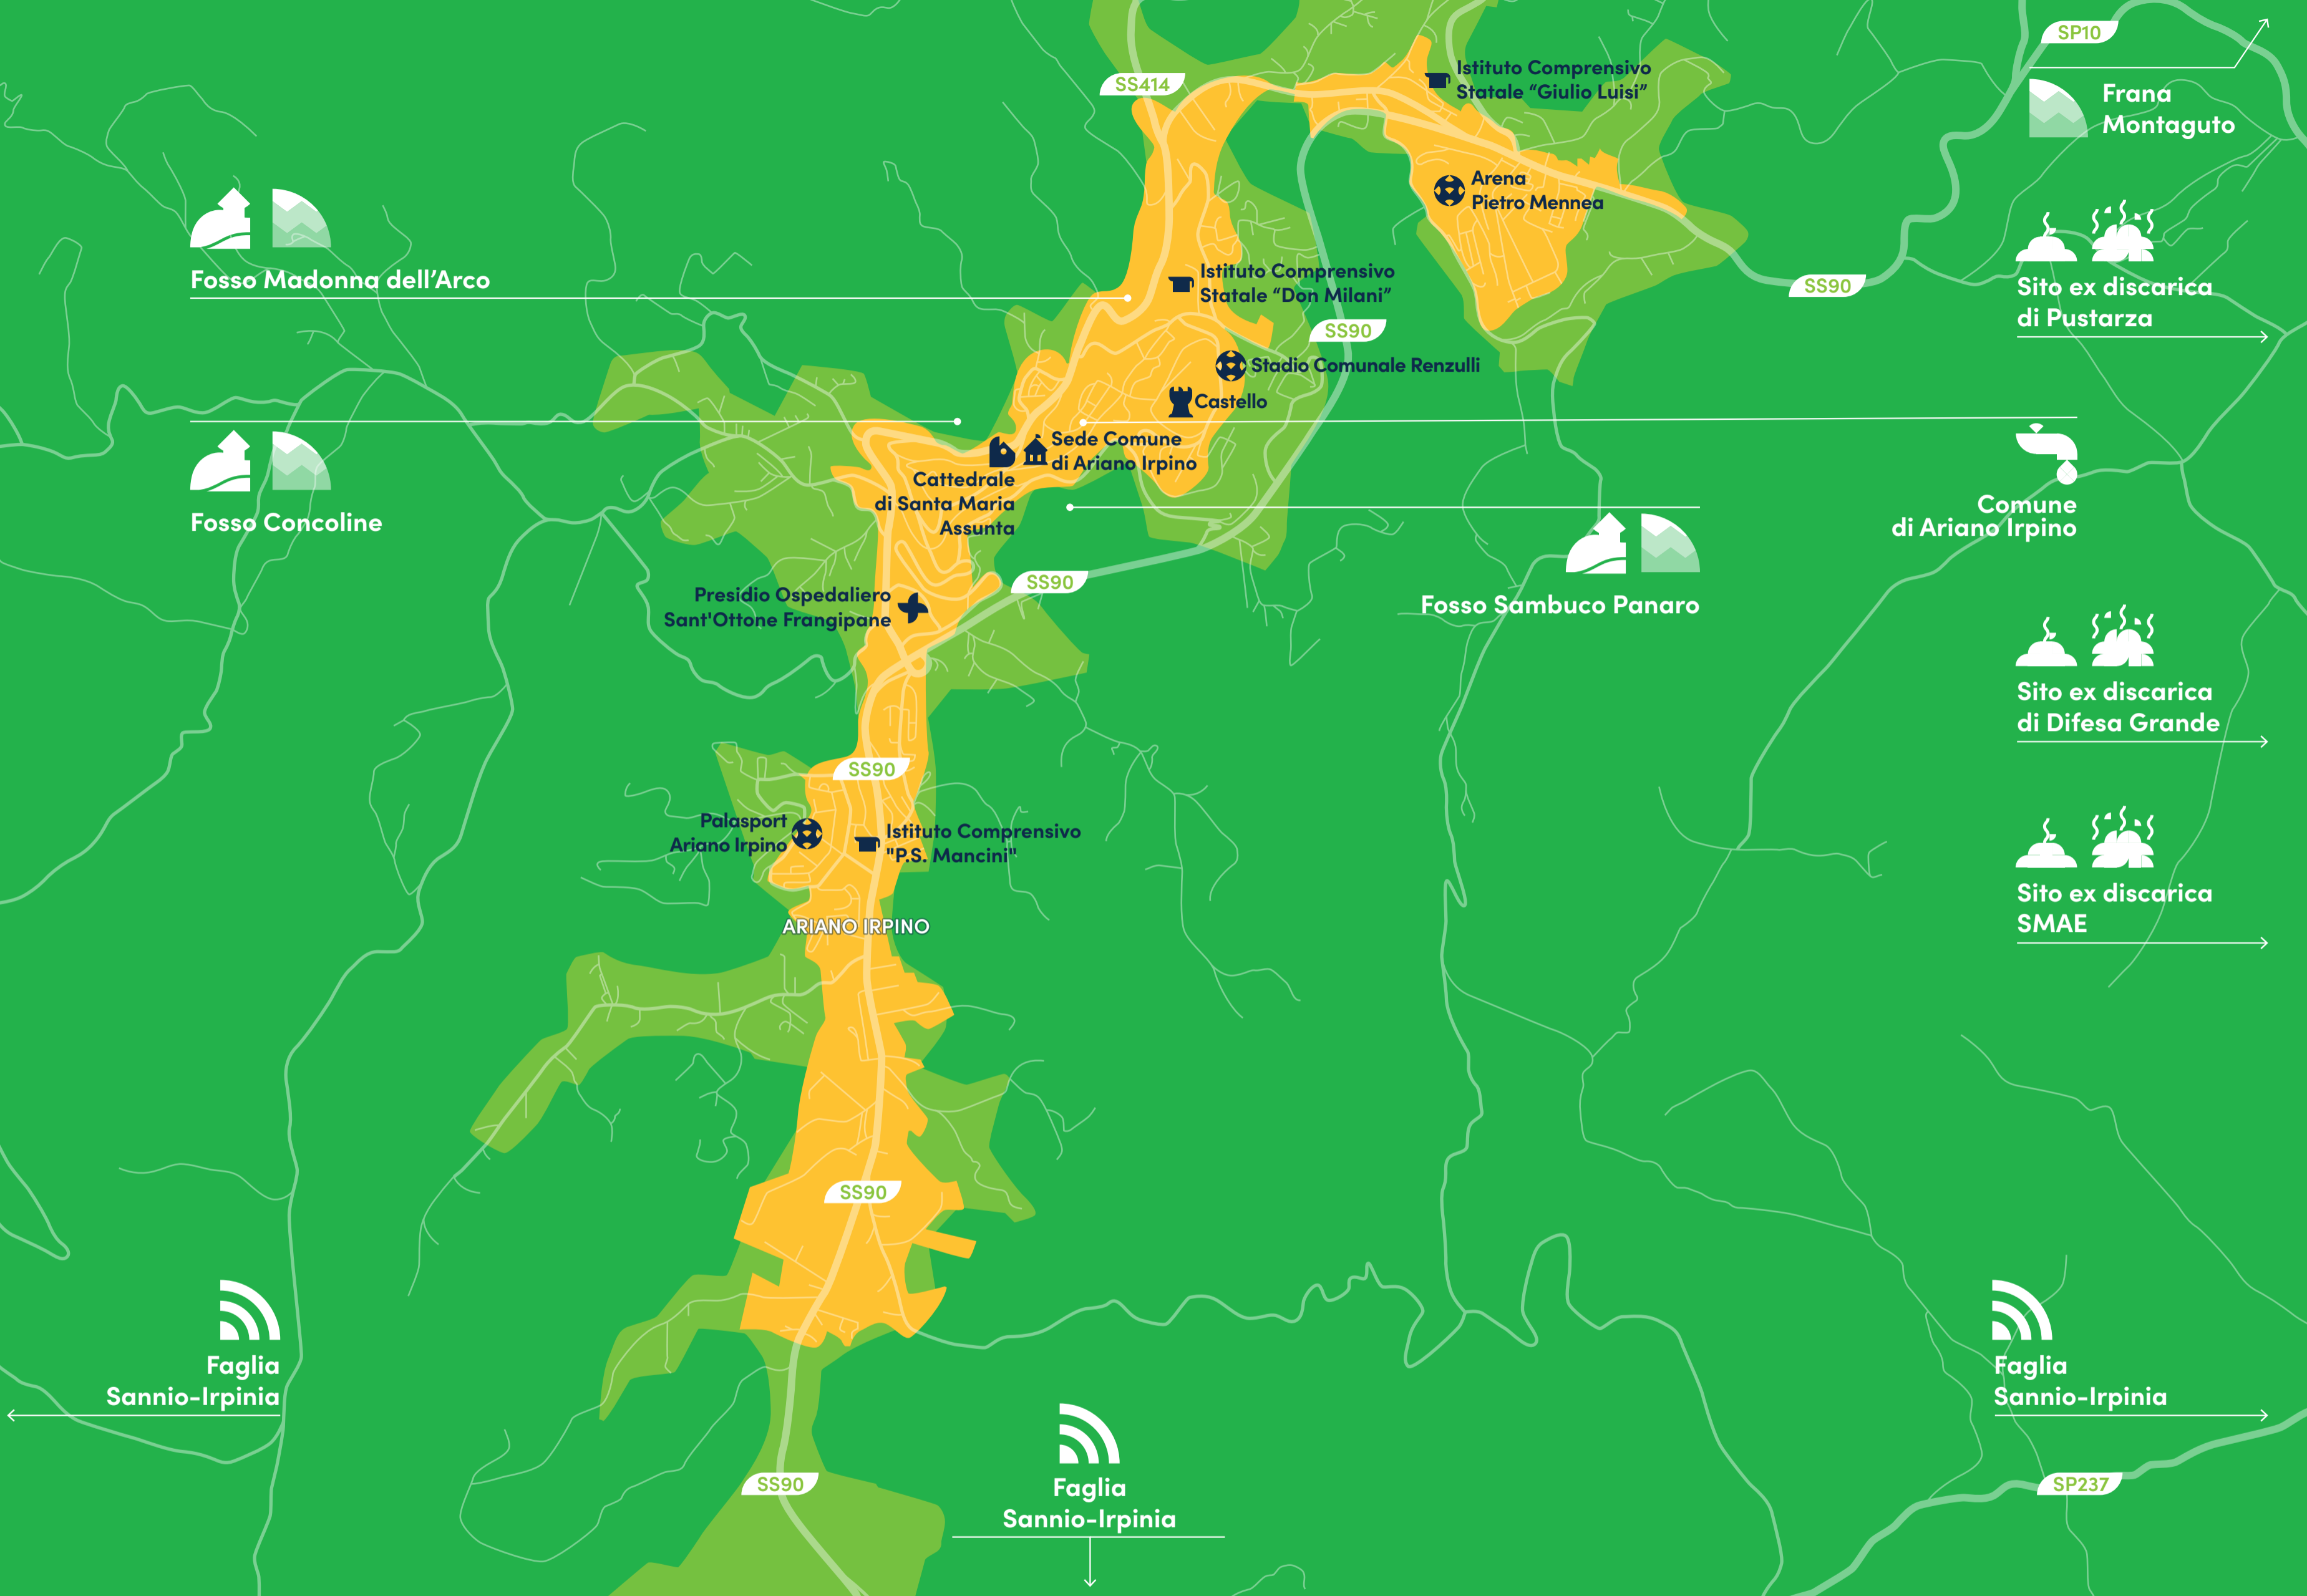 SP10
Frana
Montaguto
SS414
Istituto Comprensivo
Statale “Giulio Luisi”
Arena
Pietro Mennea
Fosso Madonna dell’Arco
Istituto Comprensivo
Statale “Don Milani”
SS90
Sito ex discarica
di Pustarza
SS90
Stadio Comunale Renzulli
Castello
Sede Comune
di Ariano Irpino
Cattedrale
di Santa Maria
Assunta
Fosso Concoline
Comune
di Ariano Irpino
SS90
Presidio Ospedaliero
Sant'Ottone Frangipane
Fosso Sambuco Panaro
Sito ex discarica
di Difesa Grande
SS90
Palasport
Ariano Irpino
Istituto Comprensivo
"P.S. Mancini"
Sito ex discarica
SMAE
ARIANO IRPINO
SS90
Faglia
Sannio-Irpinia
Faglia
Sannio-Irpinia
SS90
Faglia
Sannio-Irpinia
SP237